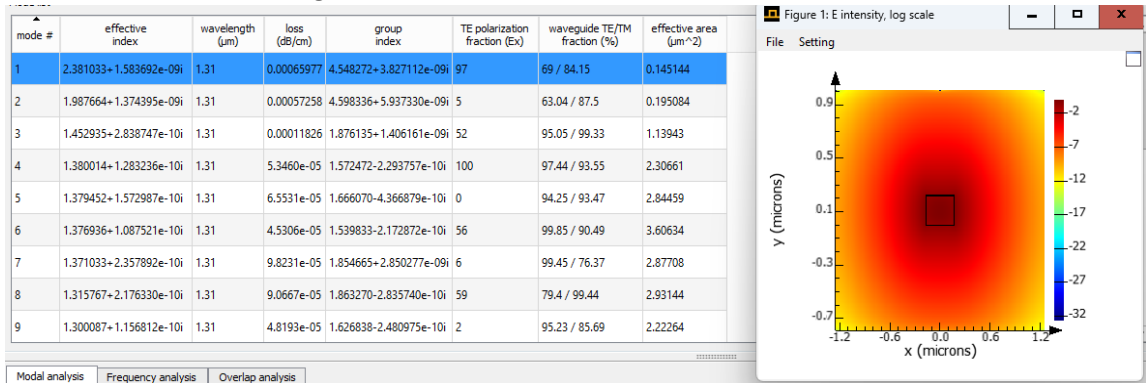 mode # effective index wavelength (µm) loss (dB/cm) group index TE polarization fraction (Ex) waveguide TE/TM fraction (%) effective area (µm^2)
1 2.381033+1.583692e-09i 1.31 0.00065977 4.548272+3.827112e-09i 97 69 / 84.15 0.145144
2 1.987664+1.374395e-09i 1.31 0.00057258 4.598336+5.937330e-09i 5 63.04 / 87.5 0.195084
3 1.452935+2.838747e-10i 1.31 0.00011826 1.876135+1.406161e-09i 52 95.05 / 99.33 1.13943
4 1.380014+1.283236e-10i 1.31 5.3460e-05 1.572472-2.293757e-10i 100 97.44 / 93.55 2.30661
5 1.379452+1.572987e-10i 1.31 6.5531e-05 1.666070-4.366879e-10i 0 94.25 / 93.47 2.84459
6 1.376936+1.087521e-10i 1.31 4.5306e-05 1.539833-2.172872e-10i 56 99.85 / 90.49 3.60634
7 1.371033+2.357892e-10i 1.31 9.8231e-05 1.854665+2.850277e-09i 6 99.45 / 76.37 2.87708
8 1.315767+2.176330e-10i 1.31 9.0667e-05 1.863270-2.835740e-10i 59 79.4 / 99.44 2.93144
9 1.300087+1.156812e-10i 1.31 4.8193e-05 1.626838-2.480975e-10i 2 95.23 / 85.69 2.22264
Modal analysis Frequency analysis Overlap analysis
Figure 1: E intensity, log scale
File Setting
0.9
0.5
0.1
-0.3
-0.7
y (microns)
-1.2 -0.6 0.0 0.6 1.2
x (microns)
-2
-7
-12
-17
-22
-27
-32